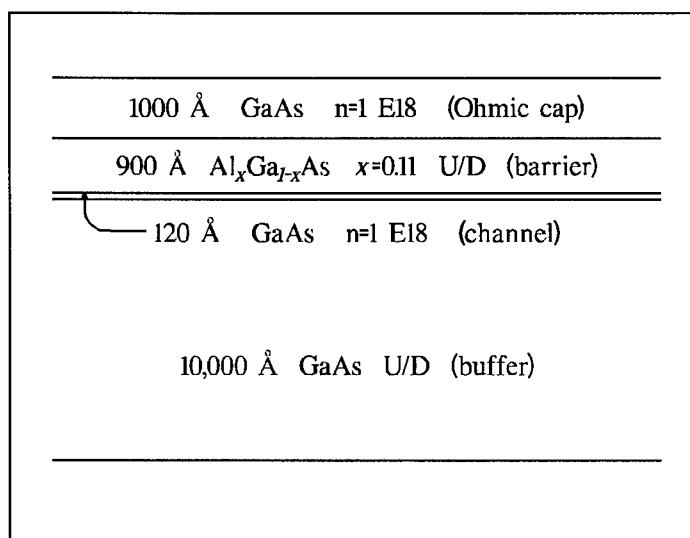 1000 Å GaAs n=1 E18 (Ohmic cap)
900 Å AlxGa1-xAs x=0.11 U/D (barrier)
120 Å GaAs n=1 E18 (channel)
10,000 Å GaAs U/D (buffer)